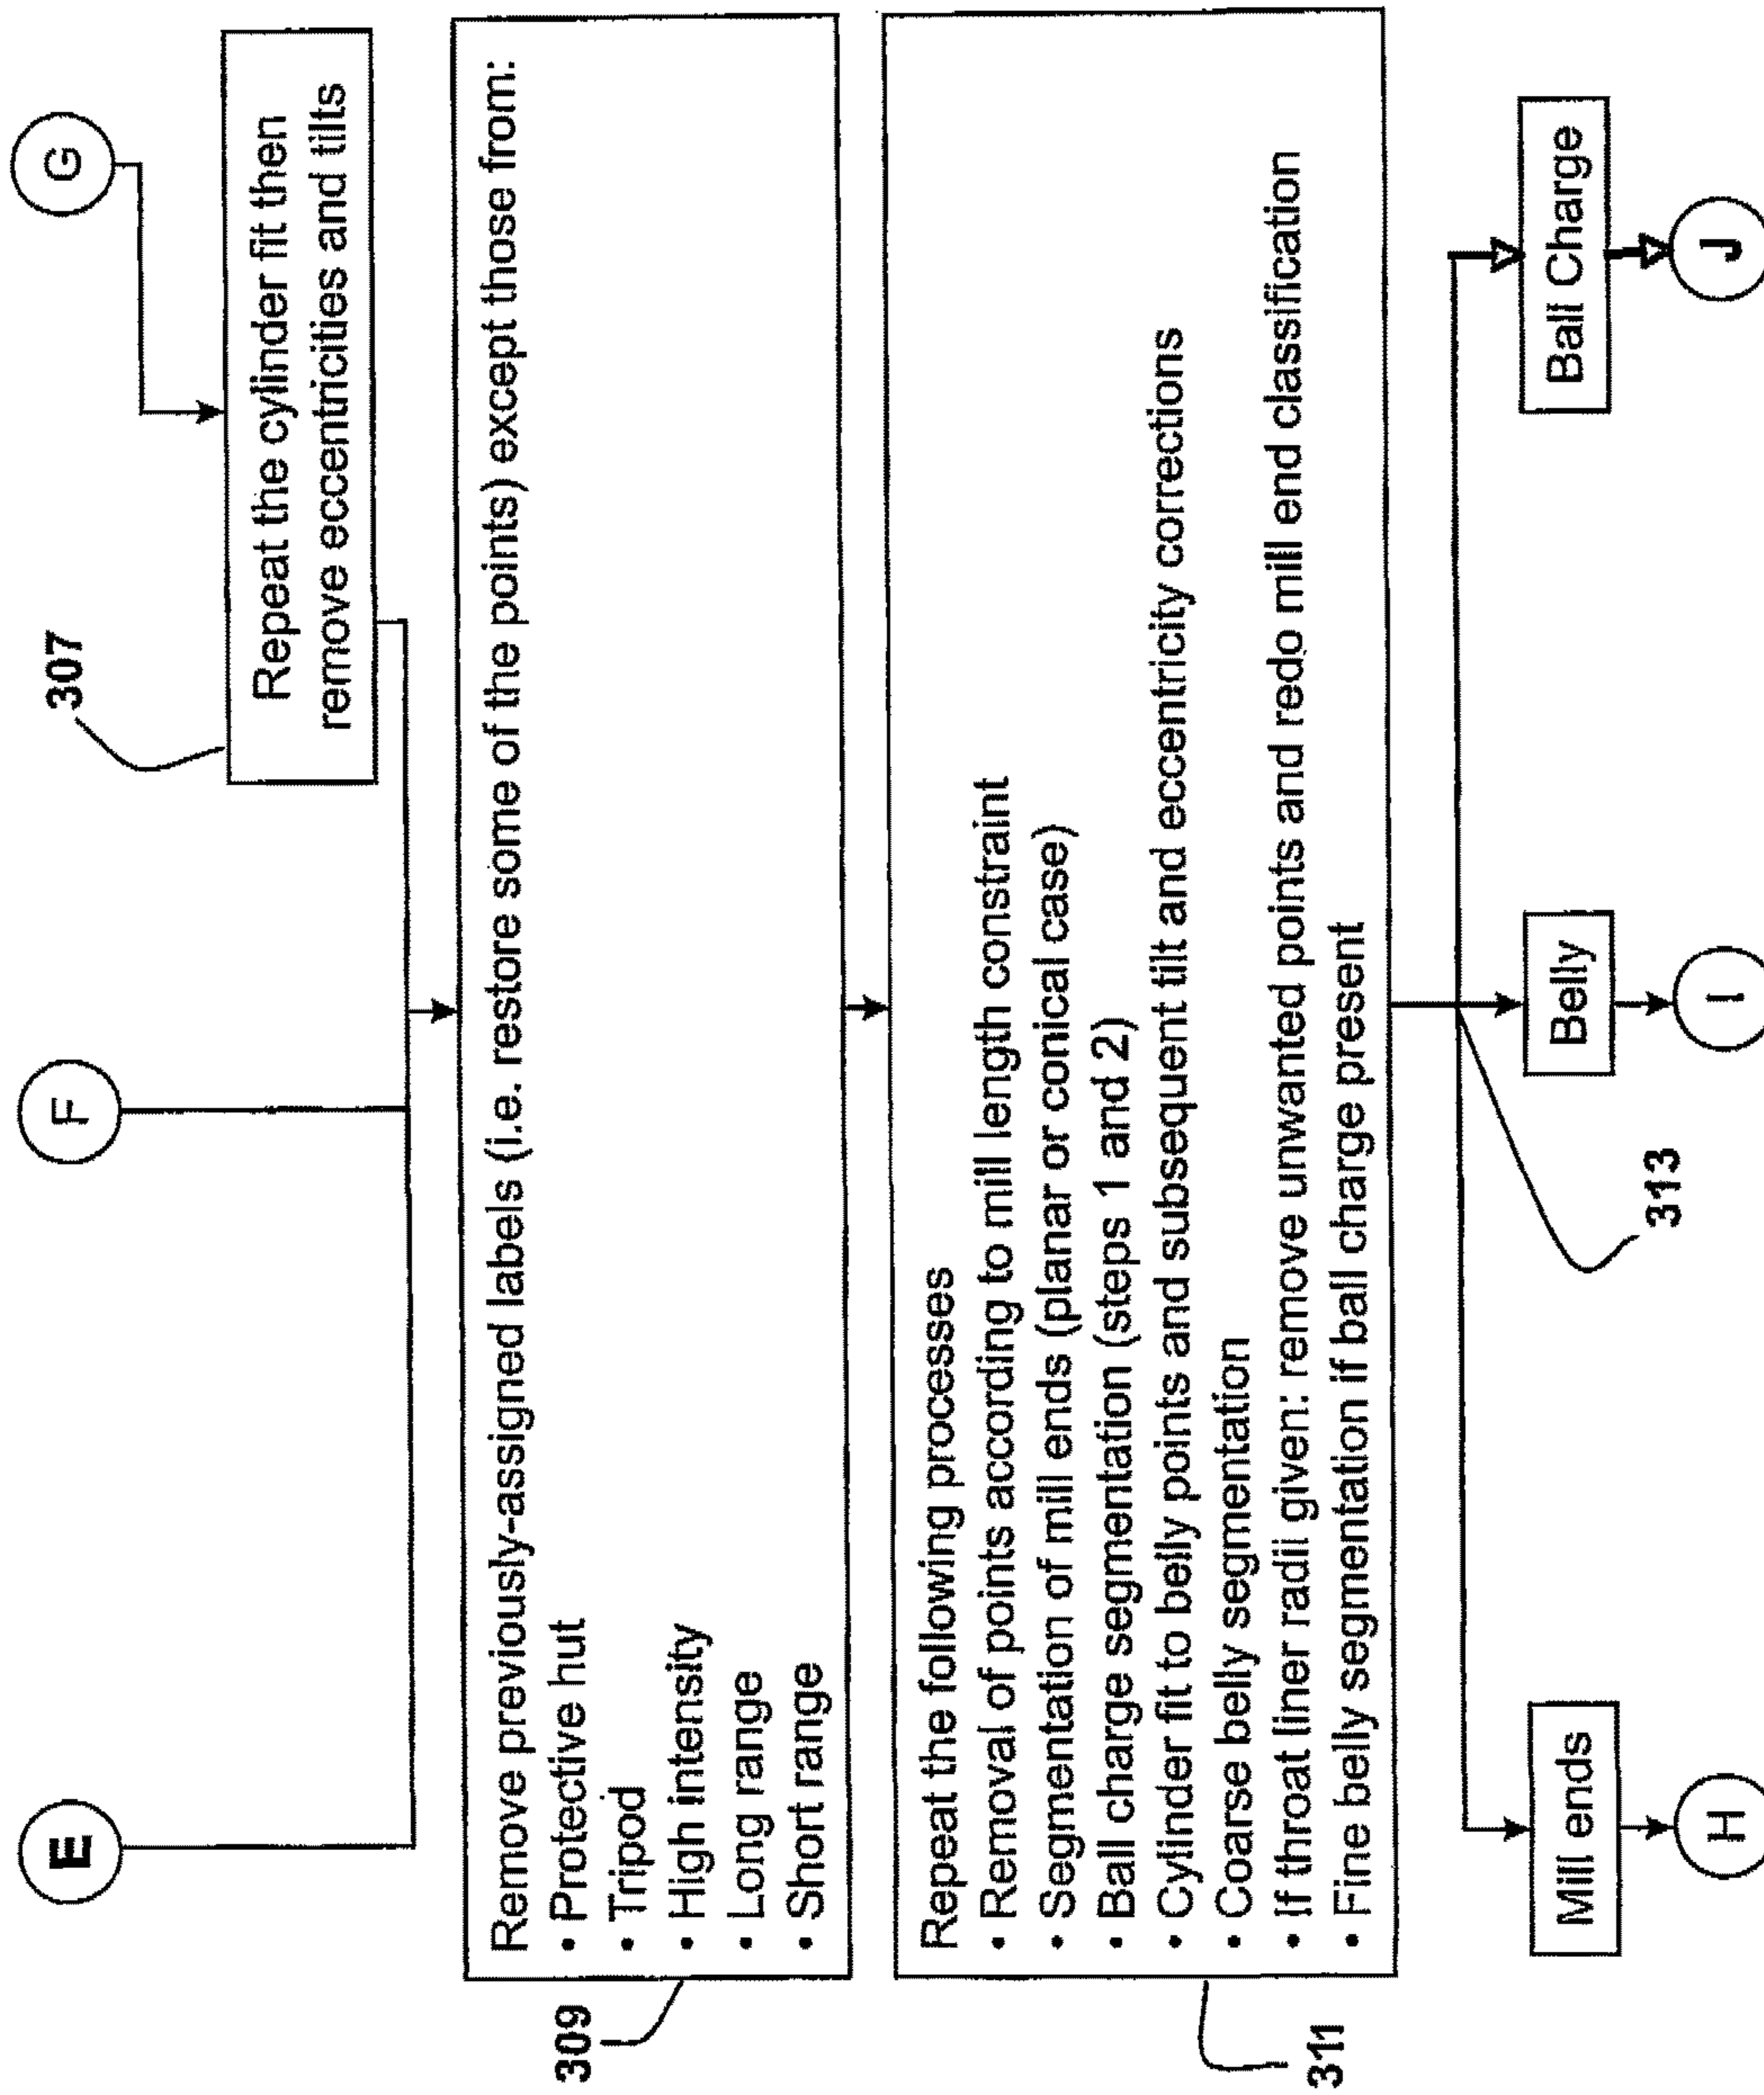 E
F
G
307
Repeat the cylinder fit then
remove eccentricities and tilts
309
Remove previously-assigned labels (i.e. restore some of the points) except those from:
• Protective hut
• Tripod
• High intensity
• Long range
• Short range
311
Repeat the following processes
• Removal of points according to mill length constraint
• Segmentation of mill ends (planar or conical case)
• Ball charge segmentation (steps 1 and 2)
• Cylinder fit to belly points and subsequent tilt and eccentricity corrections
• Coarse belly segmentation
• If throat liner radii given: remove unwanted points and redo mill end classification
• Fine belly segmentation if ball charge present
313
Mill ends
Belly
Ball Charge
H
I
J